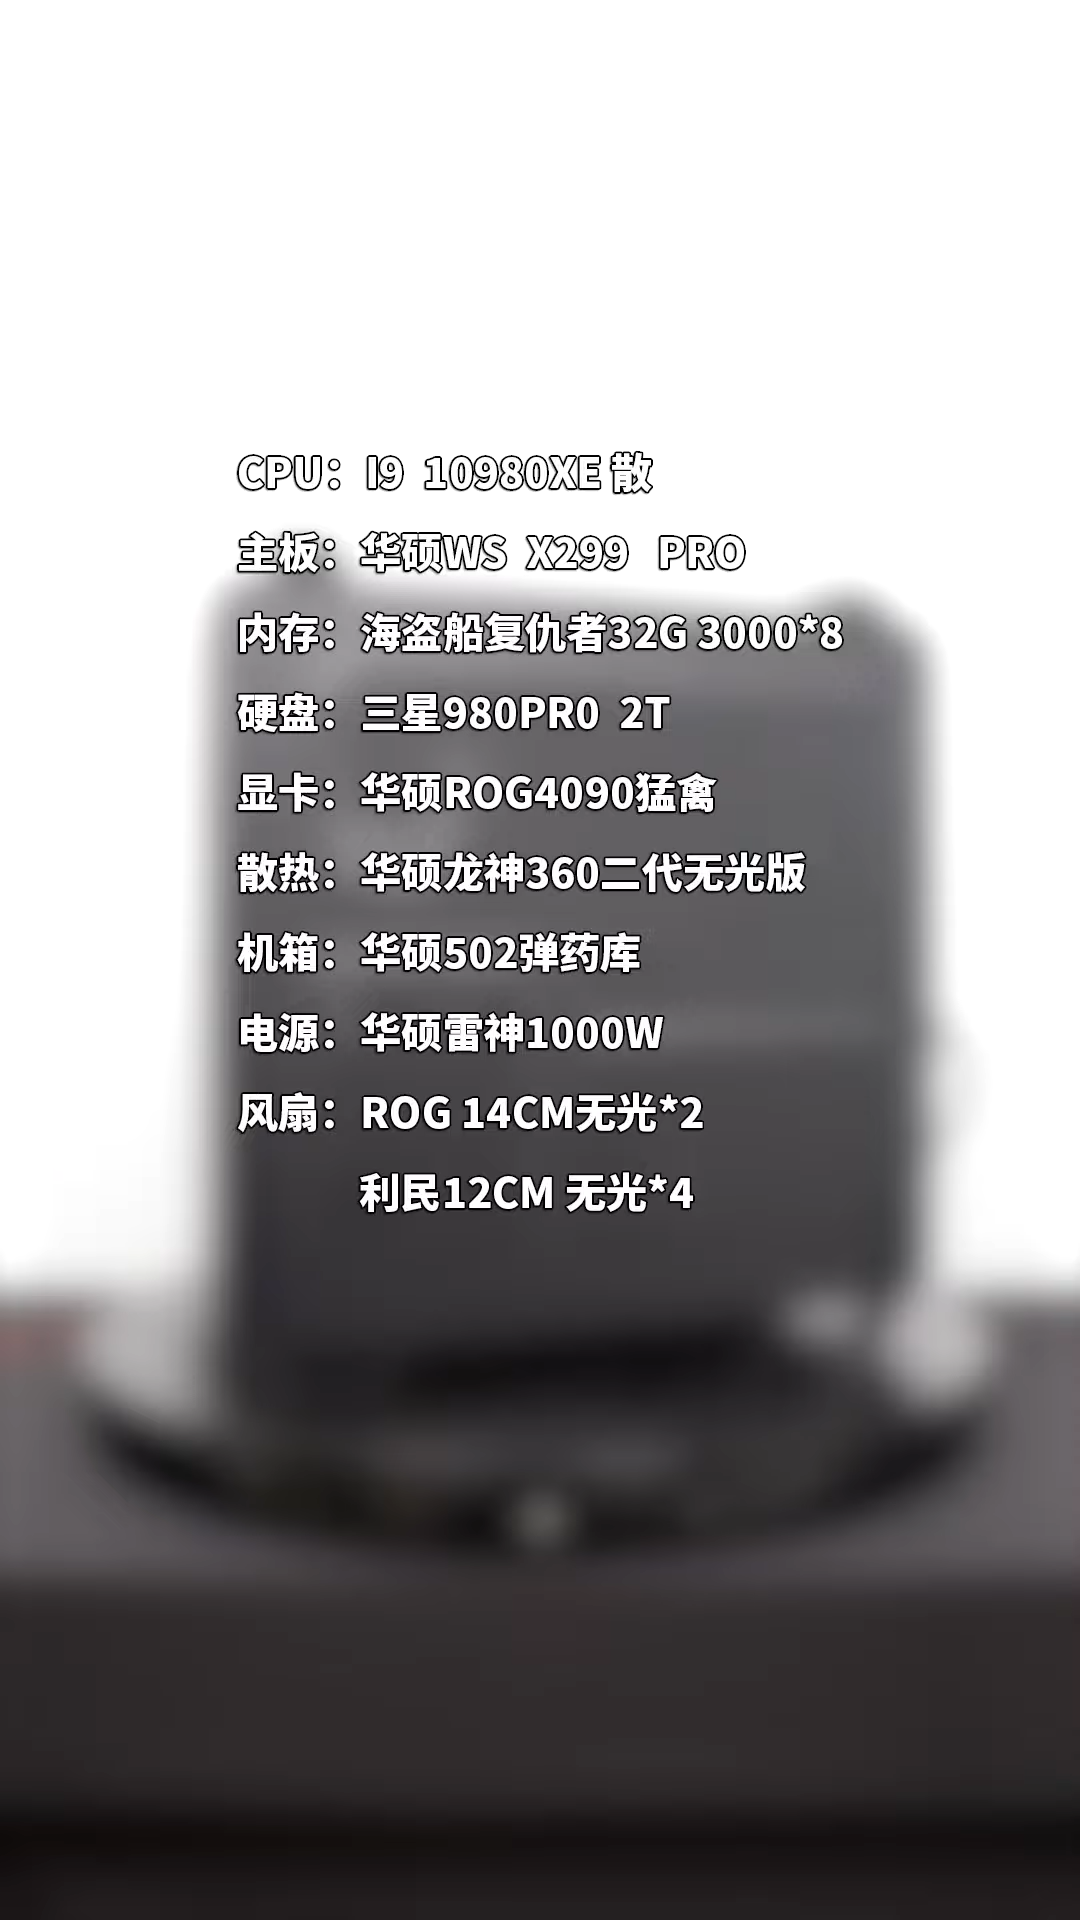 CPU：I9 10980XE 散
主板：华硕WS X299 PRO
内存：海盗船复仇者32G 3000*8
硬盘：三星980PR0 2T
显卡：华硕ROG4090猛禽
散热：华硕龙神360二代无光版
机箱：华硕502弹药库
电源：华硕雷神1000W
风扇：ROG 14CM无光*2
利民12CM 无光*4